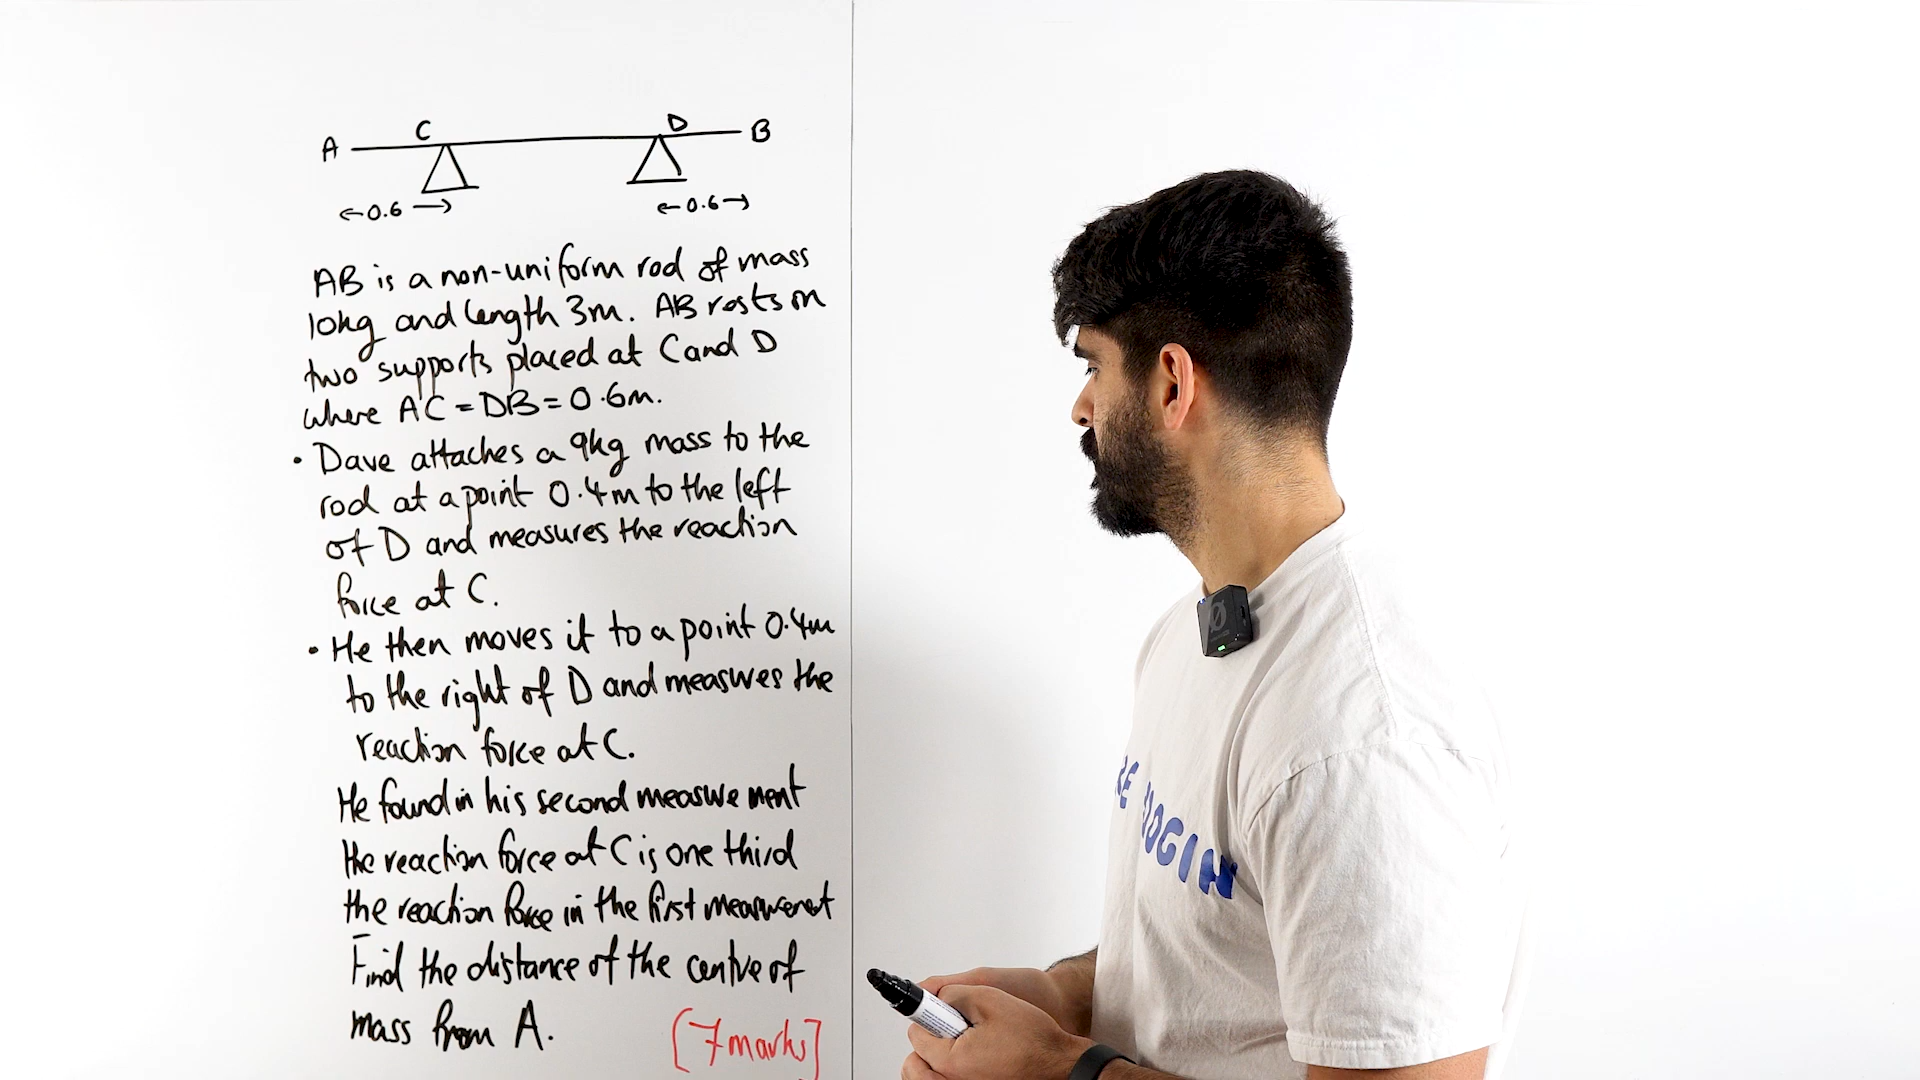 C D
A B
←0.6→ ←0.6→
AB is a non-uniform rod of mass
10kg and length 3m. AB rests on
two supports placed at C and D
where AC = DB = 0.6m.
• Dave attaches a 9kg mass to the
rod at a point 0.4m to the left
of D and measures the reaction
force at C.
• He then moves it to a point 0.4m
to the right of D and measures the
reaction force at C.
He found in his second measurement
the reaction force at C is one third
the reaction force in the first measurement
Find the distance of the centre of
mass from A.
[7 marks]